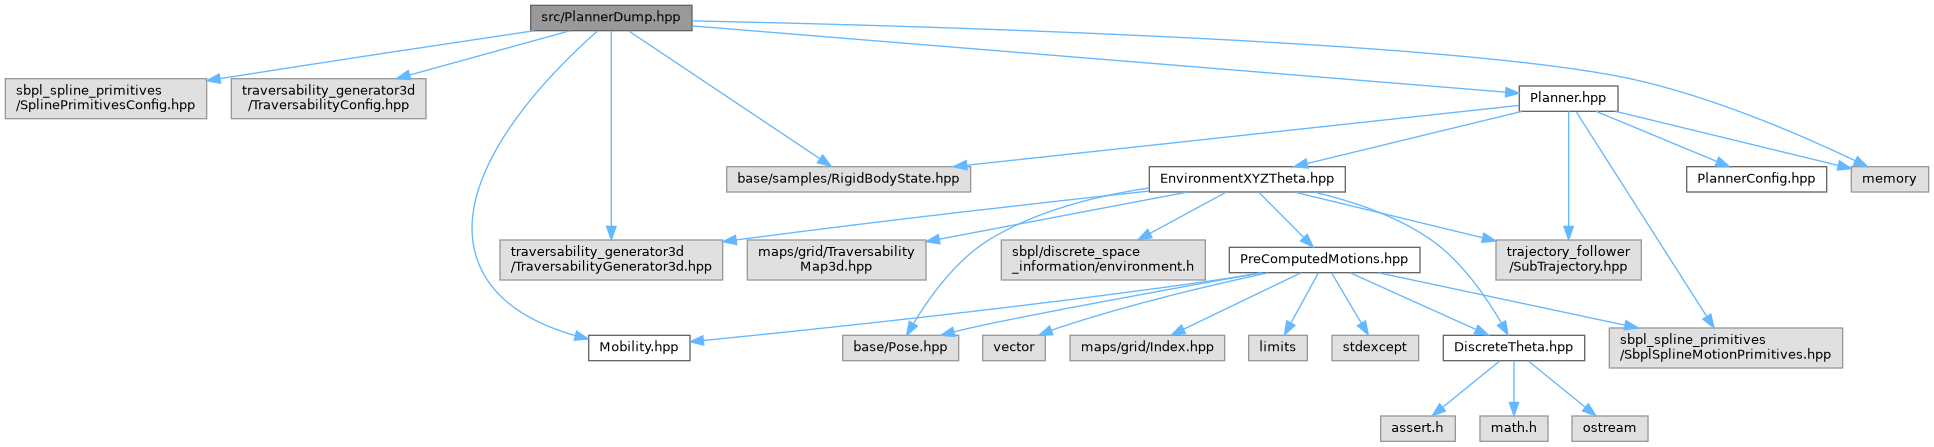 src/PlannerDump.hpp
sbpl_spline_primitives
/SplinePrimitivesConfig.hpp
traversability_generator3d
/TraversabilityConfig.hpp
Planner.hpp
base/samples/RigidBodyState.hpp
EnvironmentXYZTheta.hpp
PlannerConfig.hpp
memory
traversability_generator3d
/TraversabilityGenerator3d.hpp
maps/grid/Traversability
Map3d.hpp
sbpl/discrete_space
_information/environment.h
PreComputedMotions.hpp
trajectory_follower
/SubTrajectory.hpp
Mobility.hpp
base/Pose.hpp
vector
maps/grid/Index.hpp
limits
stdexcept
DiscreteTheta.hpp
sbpl_spline_primitives
/SbplSplineMotionPrimitives.hpp
assert.h
math.h
ostream